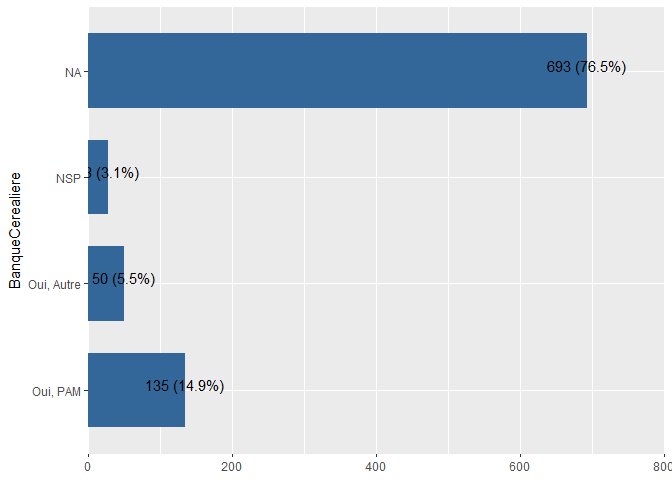 693 (76.5%)
NA
(3.1%)
NSP
BanqueCerealiere
50 (5.5%)
Oui, Autre
135 (14.9%)
Oui, PAM
0
200
400
600
800